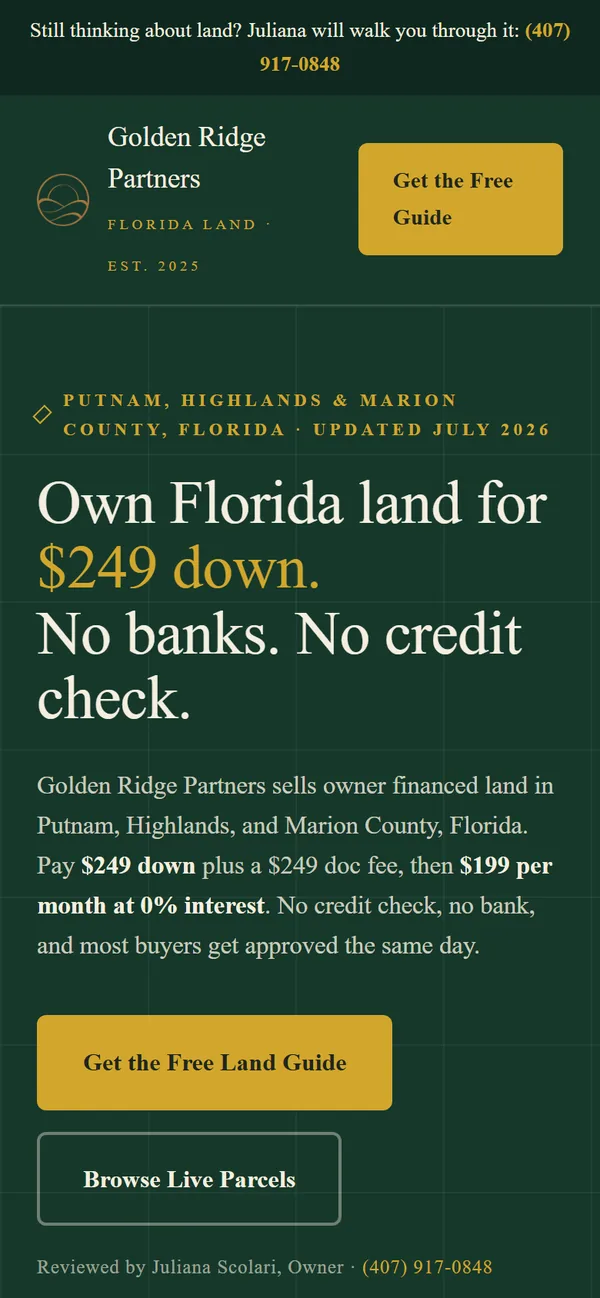 Still thinking about land? Juliana will walk you through it: (407)
917-0848
Golden Ridge
Partners
FLORIDA LAND ·
EST. 2025
Get the Free
Guide
PUTNAM, HIGHLANDS & MARION
COUNTY, FLORIDA · UPDATED JULY 2026
Own Florida land for
$249 down.
No banks. No credit
check.
Golden Ridge Partners sells owner financed land in
Putnam, Highlands, and Marion County, Florida.
Pay $249 down plus a $249 doc fee, then $199 per
month at 0% interest. No credit check, no bank,
and most buyers get approved the same day.
Get the Free Land Guide
Browse Live Parcels
Reviewed by Juliana Scolari, Owner · (407) 917-0848